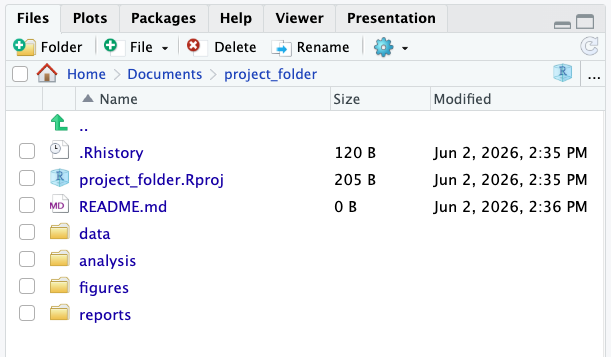 Files Plots Packages Help Viewer Presentation
Folder File Delete Rename
Home Documents project_folder R ...
Name Size Modified
..
.Rhistory 120 B Jun 2, 2026, 2:35 PM
R project_folder.Rproj 205 B Jun 2, 2026, 2:35 PM
MD README.md 0 B Jun 2, 2026, 2:36 PM
data
analysis
figures
reports